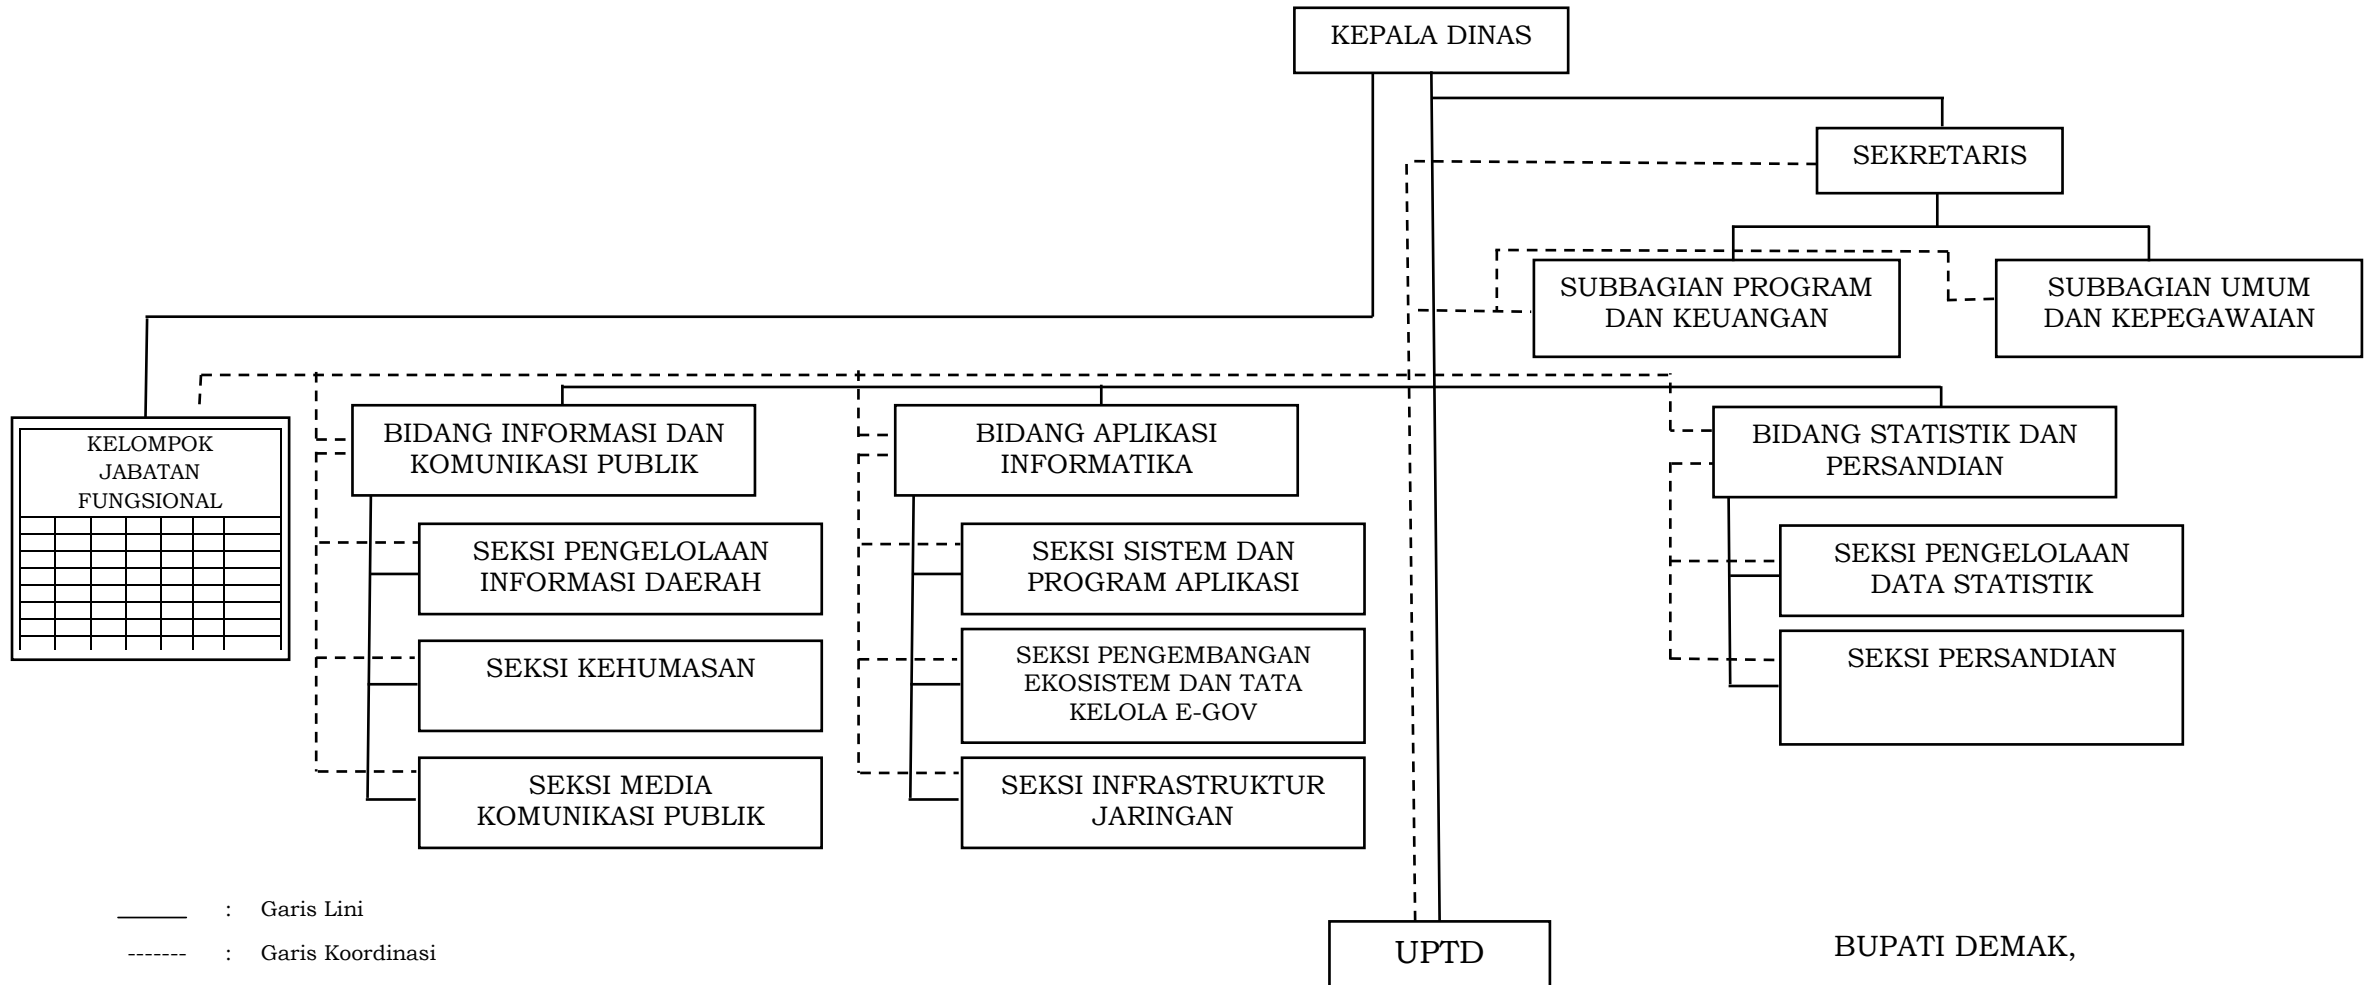 KEPALA DINAS
SEKRETARIS
SUBBAGIAN PROGRAM
DAN KEUANGAN
SUBBAGIAN UMUM
DAN KEPEGAWAIAN
KELOMPOK
JABATAN
FUNGSIONAL
BIDANG INFORMASI DAN
KOMUNIKASI PUBLIK
BIDANG APLIKASI
INFORMATIKA
BIDANG STATISTIK DAN
PERSANDIAN
SEKSI PENGELOLAAN
INFORMASI DAERAH
SEKSI KEHUMASAN
SEKSI MEDIA
KOMUNIKASI PUBLIK
SEKSI SISTEM DAN
PROGRAM APLIKASI
SEKSI PENGEMBANGAN
EKOSISTEM DAN TATA
KELOLA E-GOV
SEKSI INFRASTRUKTUR
JARINGAN
SEKSI PENGELOLAAN
DATA STATISTIK
SEKSI PERSANDIAN
: Garis Lini
------- : Garis Koordinasi
UPTD
BUPATI DEMAK,